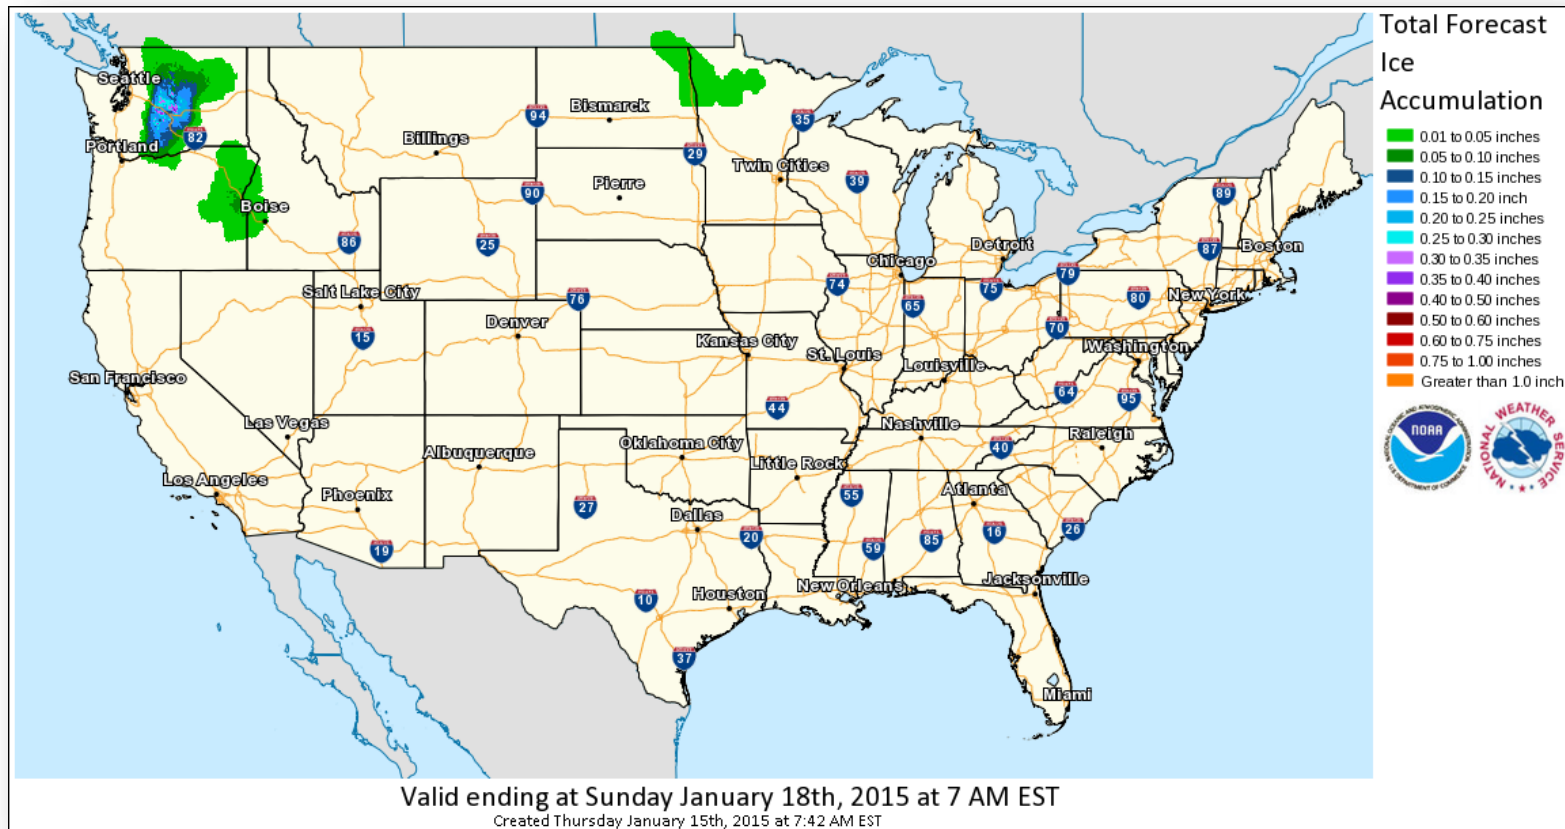 Total Forecast
Ice
Accumulation
0.01 to 0.05 inches
0.05 to 0.10 inches
0.10 to 0.15 inches
0.15 to 0.20 inch
0.20 to 0.25 inches
0.25 to 0.30 inches
0.30 to 0.35 inches
0.35 to 0.40 inches
0.40 to 0.50 inches
0.50 to 0.60 inches
0.60 to 0.75 inches
0.75 to 1.00 inches
Greater than 1.0 inch
NATIONAL OCEANIC AND ATMOSPHERIC ADMINISTRATION
NOAA
U.S. DEPARTMENT OF COMMERCE
NATIONAL WEATHER SERVICE
Seattle
82
Portland
Boise
86
Billings
94
Bismarck
35
29
Twin Cities
39
90
Pierre
25
89
87
Boston
Detroit
Chicago
79
74
65
75
80
New York
Salt Lake City
76
15
Denver
70
Kansas City
St. Louis
Louisville
Washington
San Francisco
64
95
44
Las Vegas
Nashville
Raleigh
40
Albuquerque
Oklahoma City
Little Rock
Los Angeles
Phoenix
27
55
Atlanta
Dallas
20
59
85
16
26
19
10
Houston
New Orleans
Jacksonville
37
Miami
Valid ending at Sunday January 18th, 2015 at 7 AM EST
Created Thursday January 15th, 2015 at 7:42 AM EST